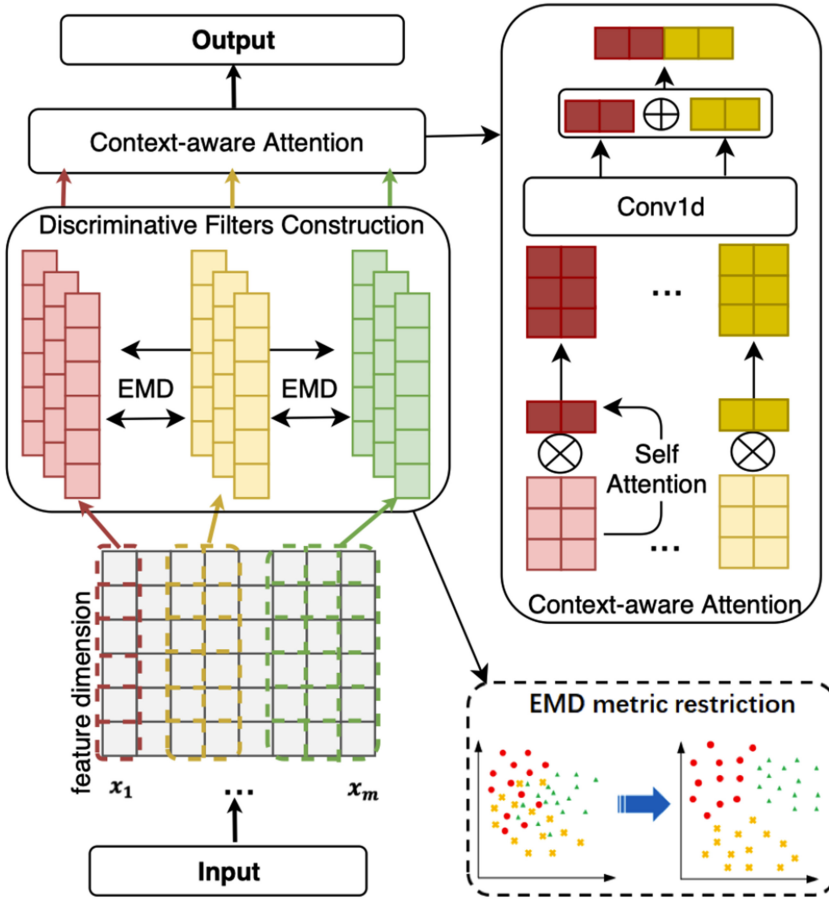 Output
Context-aware Attention
Discriminative Filters Construction
EMD
EMD
feature dimension
x₁
...
xₘ
Input
Conv1d
...
Self
Attention
...
Context-aware Attention
EMD metric restriction